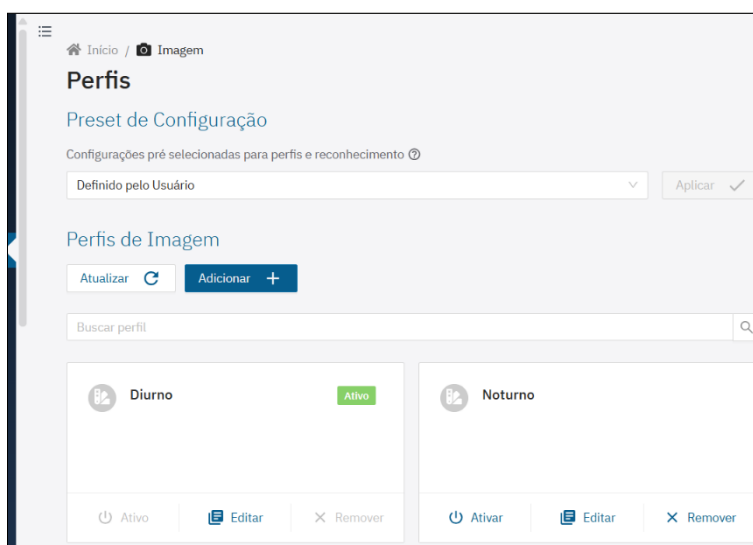 Início / Imagem
Perfis
Preset de Configuração
Configurações pré selecionadas para perfis e reconhecimento
Definido pelo Usuário
Aplicar
Perfis de Imagem
Atualizar
Adicionar
Buscar perfil
Diurno Ativo
Noturno
Ativo Editar Remover
Ativar Editar Remover